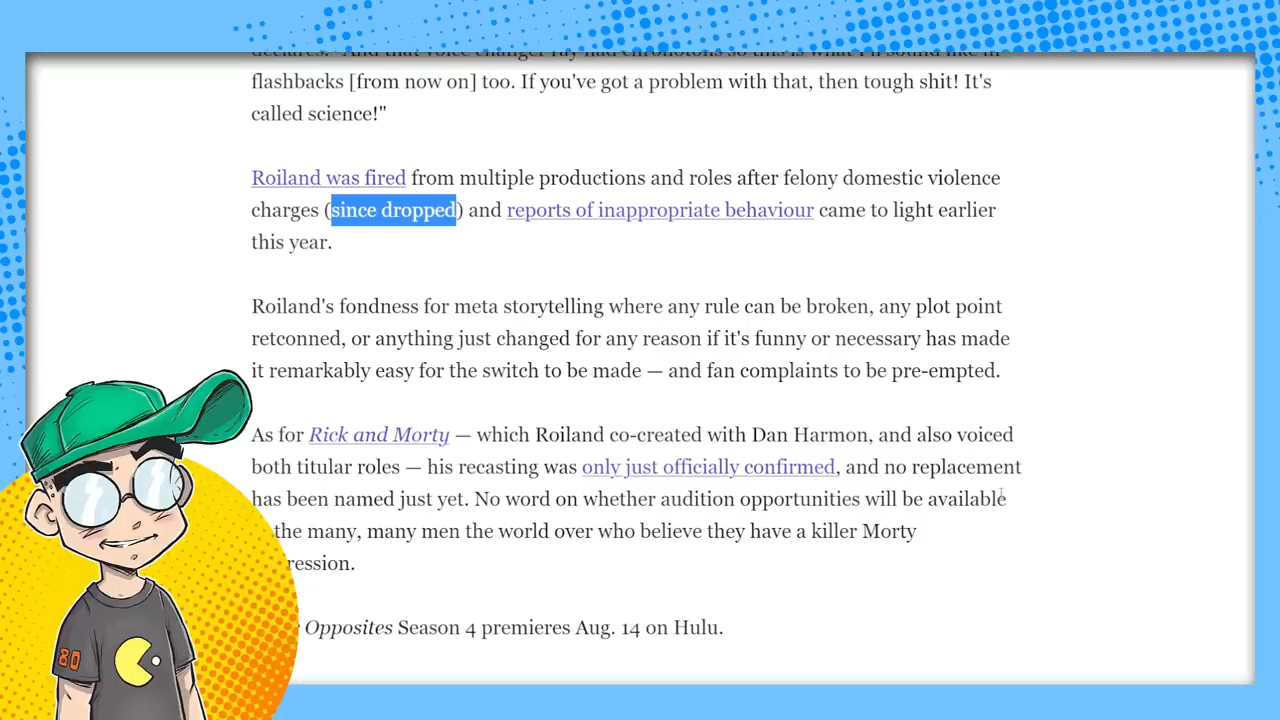 flashbacks [from now on] too. If you've got a problem with that, then tough shit! It's
called science!"
Roiland was fired from multiple productions and roles after felony domestic violence
charges (since dropped) and reports of inappropriate behaviour came to light earlier
this year.
Roiland's fondness for meta storytelling where any rule can be broken, any plot point
retconned, or anything just changed for any reason if it's funny or necessary has made
it remarkably easy for the switch to be made — and fan complaints to be pre-empted.
As for Rick and Morty — which Roiland co-created with Dan Harmon, and also voiced
both titular roles — his recasting was only just officially confirmed, and no replacement
has been named just yet. No word on whether audition opportunities will be available
the many, many men the world over who believe they have a killer Morty
ression.
Opposites Season 4 premieres Aug. 14 on Hulu.
80